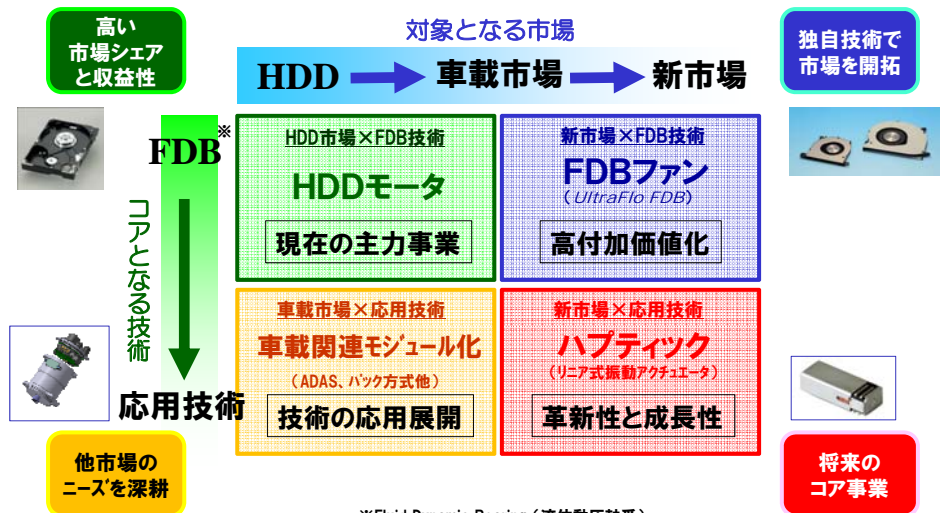 高い
市場シェア
と収益性
対象となる市場
HDD
車載市場
新市場
独自技術で
市場を開拓
FDB※
コアとなる技術
応用技術
HDD市場×FDB技術
HDDモータ
現在の主力事業
新市場×FDB技術
FDBファン
(UltraFlo FDB)
高付加価値化
車載市場×応用技術
車載関連ﾓｼﾞｭｰﾙ化
(ADAS、ﾊﾞｯｸ方式他)
技術の応用展開
新市場×応用技術
ハプティック
(ﾘﾆｱ式振動ｱｸﾁｭｴｰﾀ)
革新性と成長性
他市場の
ﾆｰｽﾞを深耕
将来の
コア事業